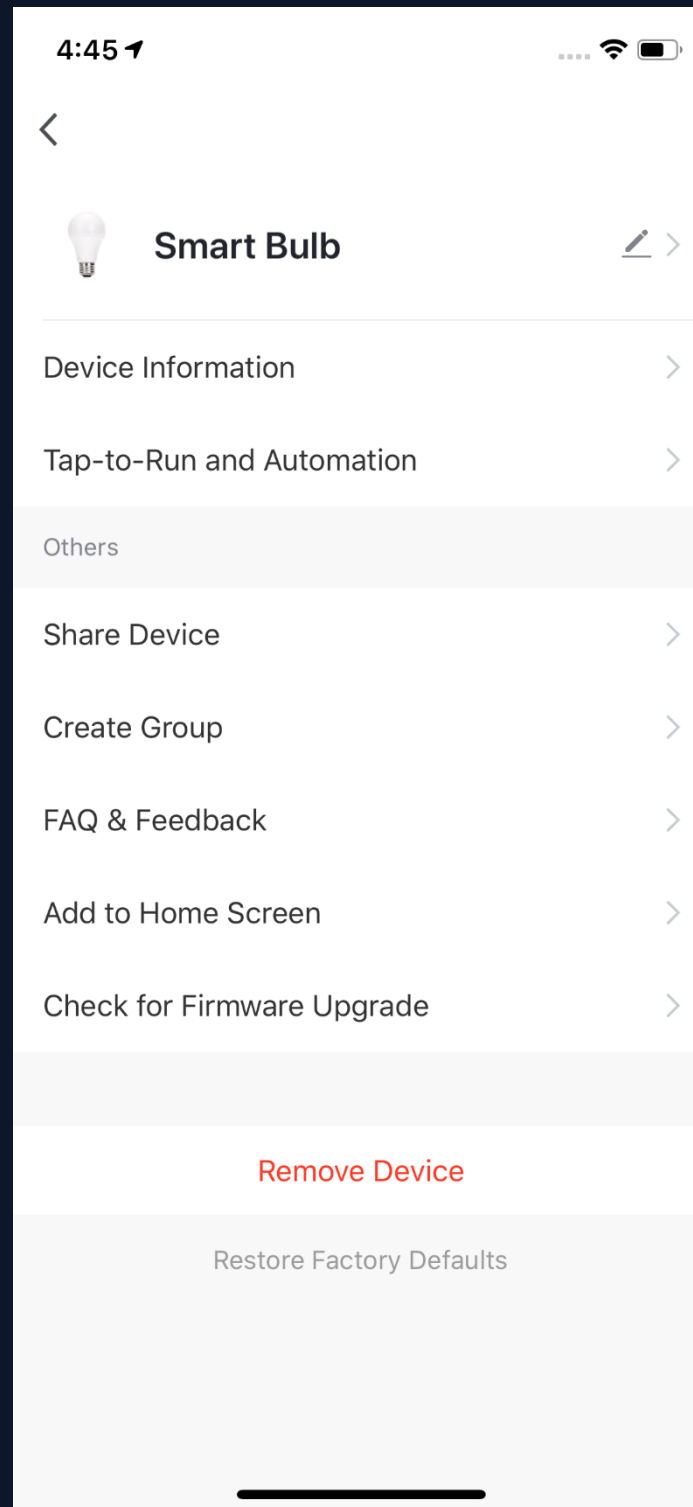 4:45
Smart Bulb
Device Information
Tap-to-Run and Automation
Others
Share Device
Create Group
FAQ & Feedback
Add to Home Screen
Check for Firmware Upgrade
Remove Device
Restore Factory Defaults